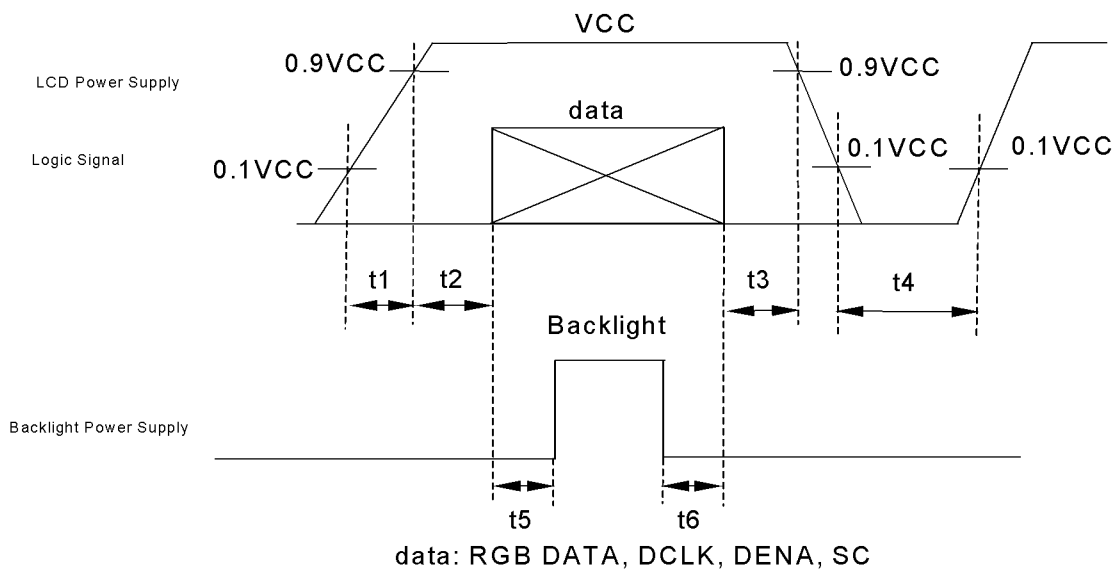 VCC
0.9VCC
0.9VCC
LCD Power Supply
data
Logic Signal
0.1VCC
0.1VCC
0.1VCC
t1
t2
t3
t4
Backlight
Backlight Power Supply
t5
t6
data: RGB DATA, DCLK, DENA, SC